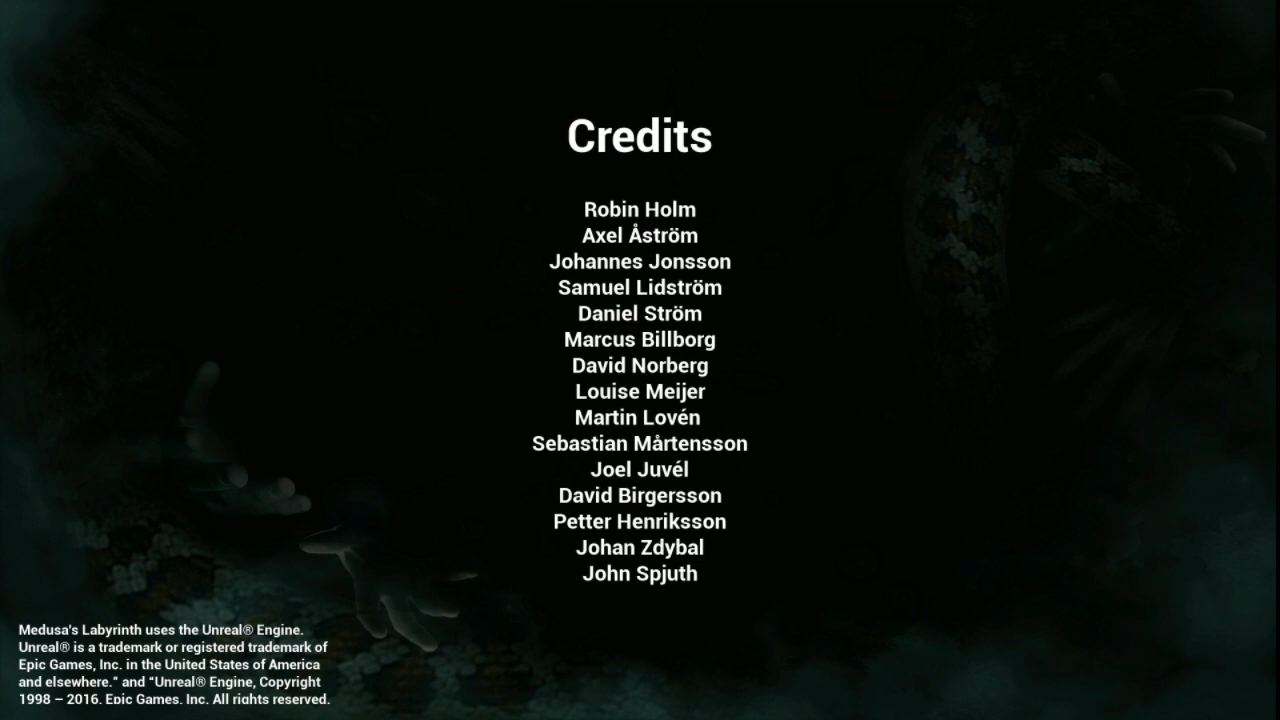 Credits
Robin Holm
Axel Åström
Johannes Jonsson
Samuel Lidström
Daniel Ström
Marcus Billborg
David Norberg
Louise Meijer
Martin Lovén
Sebastian Mårtensson
Joel Juvél
David Birgersson
Petter Henriksson
Johan Zdybal
John Spjuth
Medusa's Labyrinth uses the Unreal® Engine.
Unreal® is a trademark or registered trademark of
Epic Games, Inc. in the United States of America
and elsewhere." and "Unreal® Engine, Copyright
1998 – 2016, Epic Games, Inc. All rights reserved.